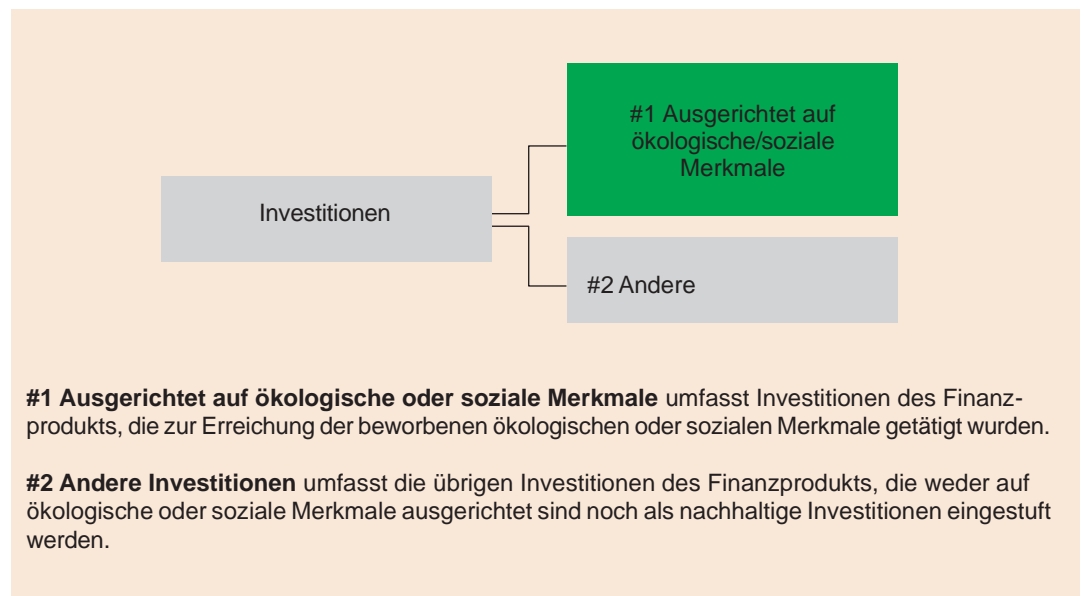 #1 Ausgerichtet auf
ökologische/soziale
Merkmale
Investitionen
#2 Andere
#1 Ausgerichtet auf ökologische oder soziale Merkmale umfasst Investitionen des Finanz-
produkts, die zur Erreichung der beworbenen ökologischen oder sozialen Merkmale getätigt wurden.
#2 Andere Investitionen umfasst die übrigen Investitionen des Finanzprodukts, die weder auf
ökologische oder soziale Merkmale ausgerichtet sind noch als nachhaltige Investitionen eingestuft
werden.